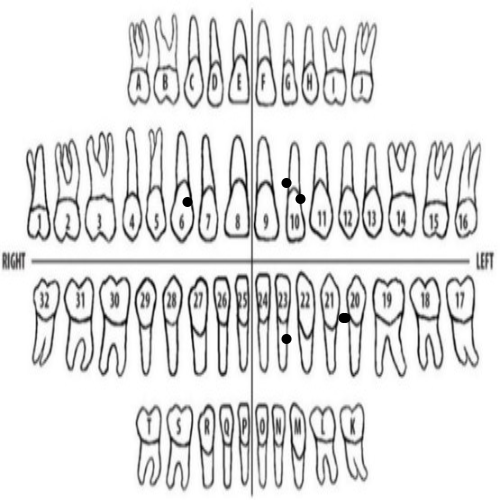 A B C D E F G H I J
1 2 3 4 5 6 7 8 9 10 11 12 13 14 15 16
RIGHT LEFT
32 31 30 29 28 27 26 25 24 23 22 21 20 19 18 17
T S R Q P O N M L K